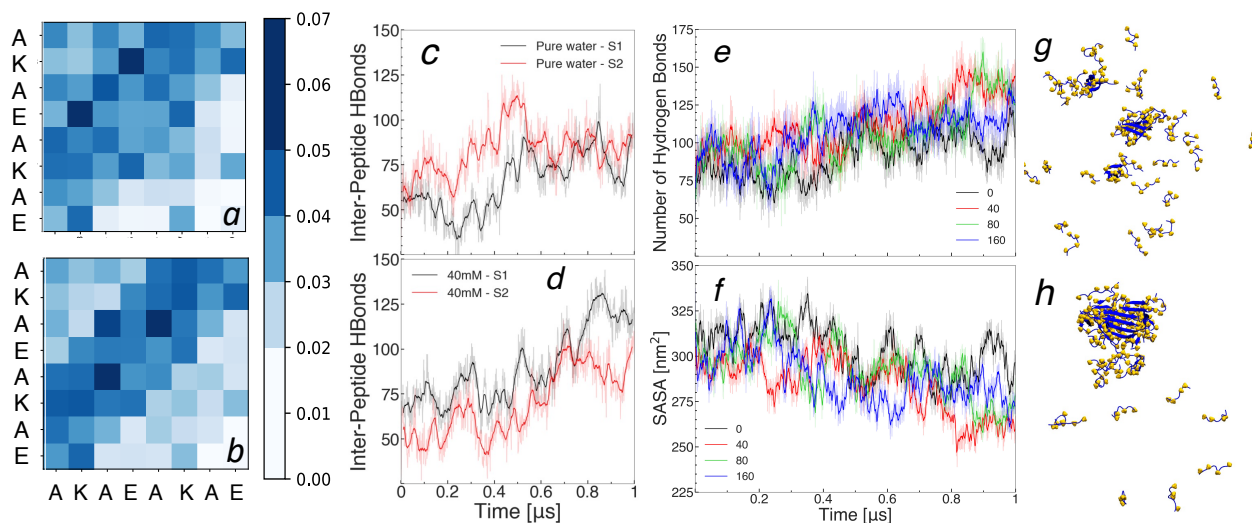 A
K
A
E
A
K
A
E
a
0.07
0.06
0.05
0.04
0.03
0.02
0.01
0.00
A
K
A
E
A
K
A
E
b
A K A E A K A E
c
Pure water - S1
Pure water - S2
Inter-Peptide HBonds
150
125
100
75
50
d
40mM - S1
40mM - S2
Inter-Peptide HBonds
150
125
100
75
50
0 0.2 0.4 0.6 0.8 1
Time [μs]
e
Number of Hydrogen Bonds
175
150
125
100
75
50
0
40
80
160
f
SASA [nm2]
350
325
300
275
250
225
0
40
80
160
0.2 0.4 0.6 0.8 1
Time [μs]
g
h